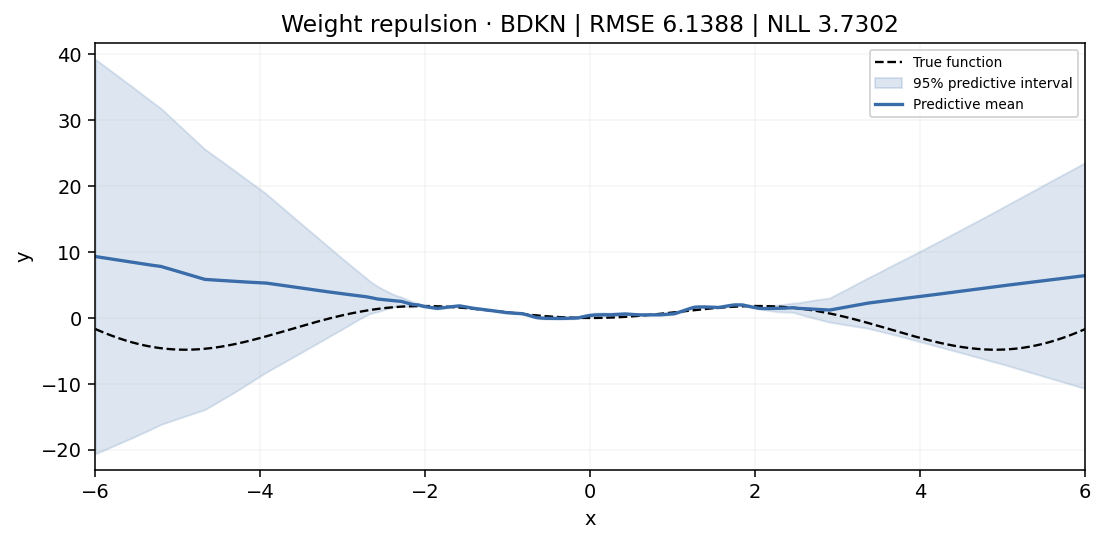 Weight repulsion · BDKN | RMSE 6.1388 | NLL 3.7302
True function
95% predictive interval
Predictive mean
40
30
20
10
0
−10
−20
y
−6
−4
−2
0
2
4
6
x